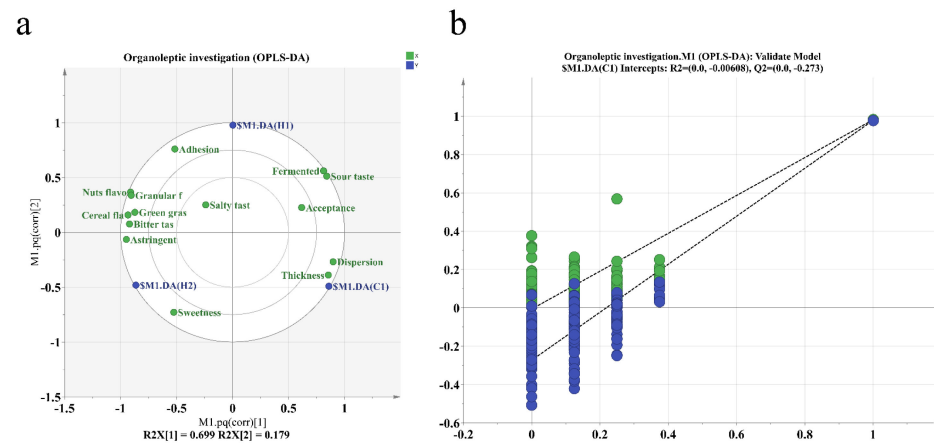 a
Organoleptic investigation (OPLS-DA)
X
Y
1
0.5
0
-0.5
-1
-1.5
M1.pq(corr)[2]
$M1.DA(H1)
Adhesion
Fermented
Sour taste
Nuts flavo
Granular f
Salty tast
Acceptance
Green gras
Cereal fla
Bitter tas
Astringent
Dispersion
Thickness
$M1.DA(H2)
$M1.DA(C1)
Sweetness
-1.5 -1 -0.5 0 0.5 1
M1.pq(corr)[1]
R2X[1] = 0.699 R2X[2] = 0.179
b
Organoleptic investigation.M1 (OPLS-DA): Validate Model
$M1.DA(C1) Intercepts: R2=(0.0, -0.00608), Q2=(0.0, -0.273)
1
0.8
0.6
0.4
0.2
0
-0.2
-0.4
-0.6
-0.2 0 0.2 0.4 0.6 0.8 1